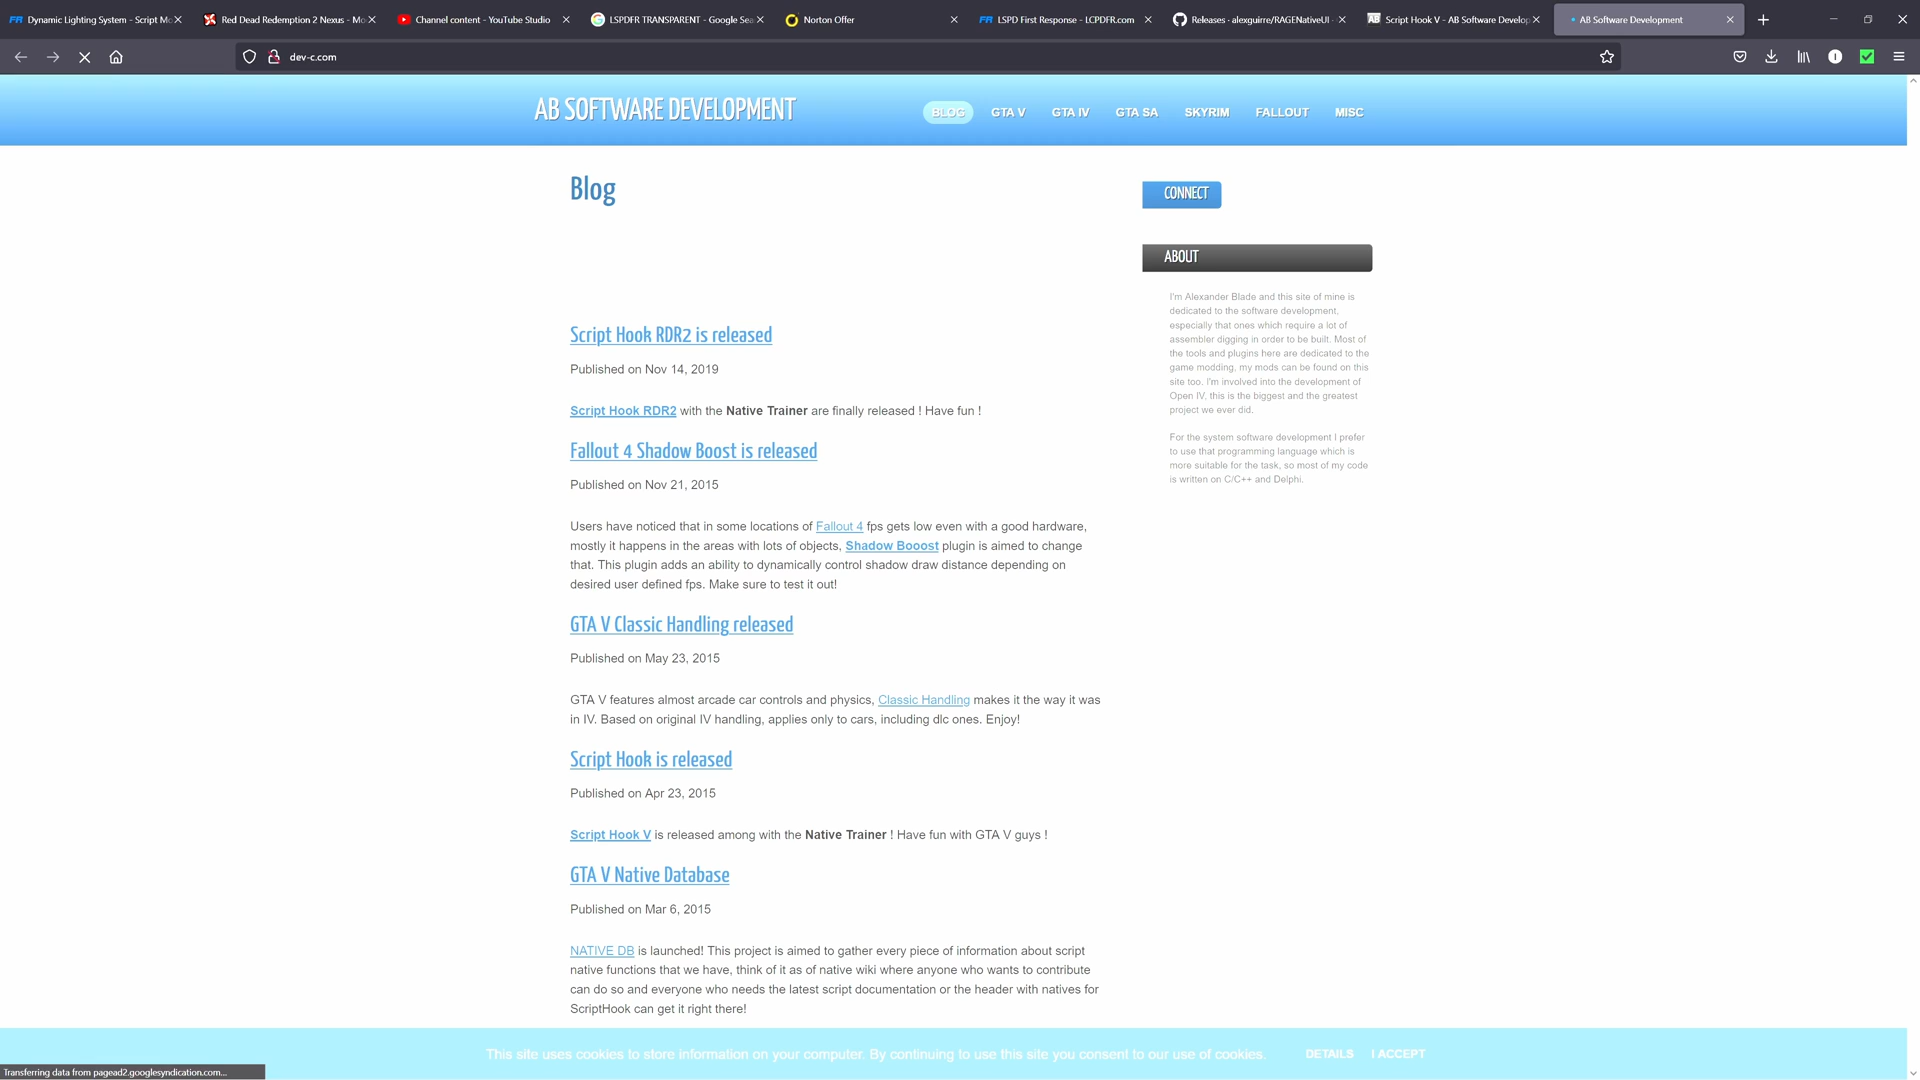 Dynamic Lighting System - Script Mo
Red Dead Redemption 2 Nexus - Mo
Channel content - YouTube Studio
LSPDFR TRANSPARENT - Google Sea
Norton Offer
LSPD First Response - LCPDFR.com
Releases · alexguirre/RAGENativeUI ·
Script Hook V - AB Software Develop
AB Software Development
dev-c.com
AB SOFTWARE DEVELOPMENT
BLOG
GTA V
GTA IV
GTA SA
SKYRIM
FALLOUT
MISC
Blog
Script Hook RDR2 is released
Published on Nov 14, 2019
Script Hook RDR2 with the Native Trainer are finally released ! Have fun !
Fallout 4 Shadow Boost is released
Published on Nov 21, 2015
Users have noticed that in some locations of Fallout 4 fps gets low even with a good hardware,
mostly it happens in the areas with lots of objects, Shadow Booost plugin is aimed to change
that. This plugin adds an ability to dynamically control shadow draw distance depending on
desired user defined fps. Make sure to test it out!
GTA V Classic Handling released
Published on May 23, 2015
GTA V features almost arcade car controls and physics, Classic Handling makes it the way it was
in IV. Based on original IV handling, applies only to cars, including dlc ones. Enjoy!
Script Hook is released
Published on Apr 23, 2015
Script Hook V is released among with the Native Trainer ! Have fun with GTA V guys !
GTA V Native Database
Published on Mar 6, 2015
NATIVE DB is launched! This project is aimed to gather every piece of information about script
native functions that we have, think of it as of native wiki where anyone who wants to contribute
can do so and everyone who needs the latest script documentation or the header with natives for
ScriptHook can get it right there!
CONNECT
ABOUT
I'm Alexander Blade and this site of mine is
dedicated to the software development,
especially that ones which require a lot of
assembler digging in order to be built. Most of
the tools and plugins here are dedicated to the
game modding, my mods can be found on this
site too. I'm involved into the development of
Open IV, this is the biggest and the greatest
project we ever did.
For the system software development I prefer
to use that programming language which is
more suitable for the task, so most of my code
is written on C/C++ and Delphi.
This site uses cookies to store information on your computer. By continuing to use this site you consent to our use of cookies.
DETAILS
I ACCEPT
Transferring data from pagead2.googlesyndication.com...